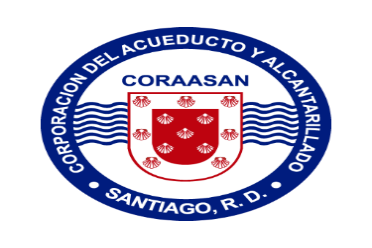 CORPORACION DEL ACUEDUCTO Y ALCANTARILLADO
CORAASAN
SANTIAGO, R. D.